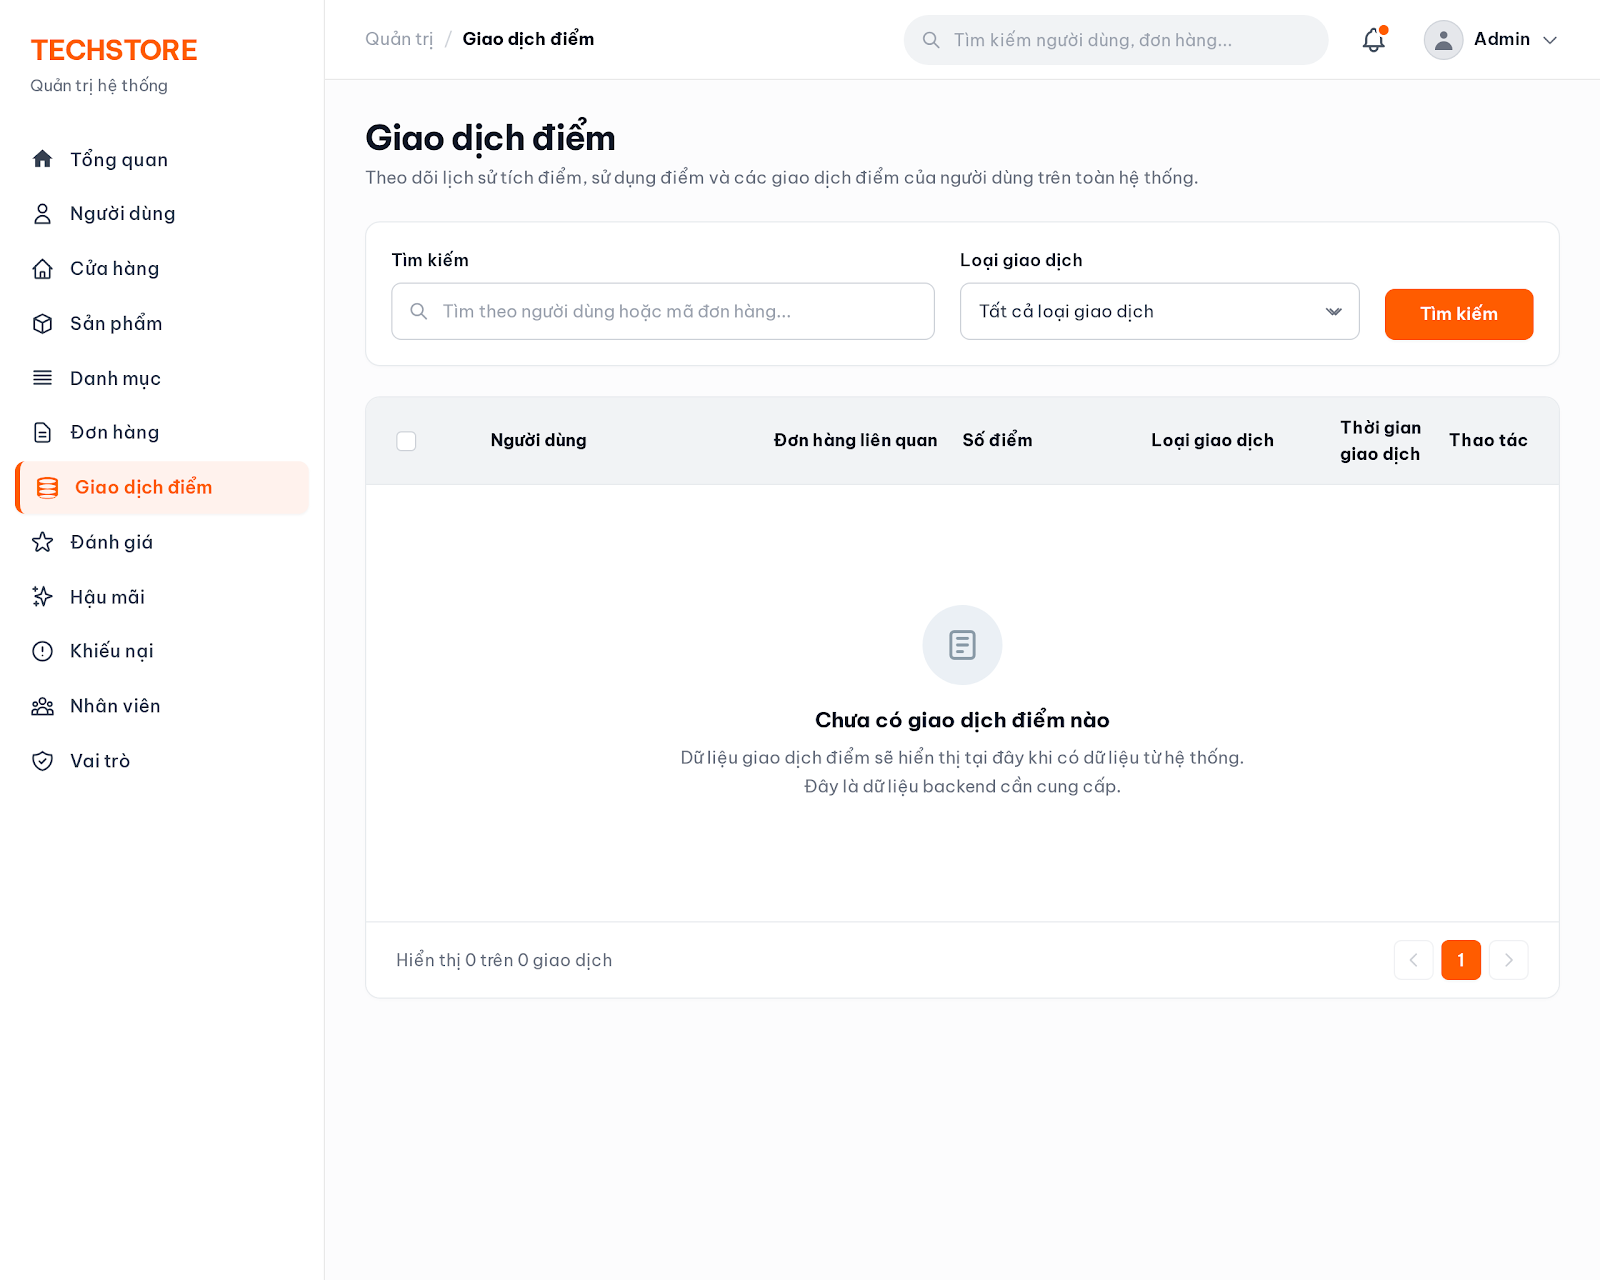 TECHSTORE
Quản trị hệ thống
Tổng quan
Người dùng
Cửa hàng
Sản phẩm
Danh mục
Đơn hàng
Giao dịch điểm
Đánh giá
Hậu mãi
Khiếu nại
Nhân viên
Vai trò
Quản trị / Giao dịch điểm
Tìm kiếm người dùng, đơn hàng...
Admin
Giao dịch điểm
Theo dõi lịch sử tích điểm, sử dụng điểm và các giao dịch điểm của người dùng trên toàn hệ thống.
Tìm kiếm
Loại giao dịch
Tìm theo người dùng hoặc mã đơn hàng...
Tất cả loại giao dịch
Tìm kiếm
Người dùng
Đơn hàng liên quan
Số điểm
Loại giao dịch
Thời gian
giao dịch
Thao tác
Chưa có giao dịch điểm nào
Dữ liệu giao dịch điểm sẽ hiển thị tại đây khi có dữ liệu từ hệ thống.
Đây là dữ liệu backend cần cung cấp.
Hiển thị 0 trên 0 giao dịch
1